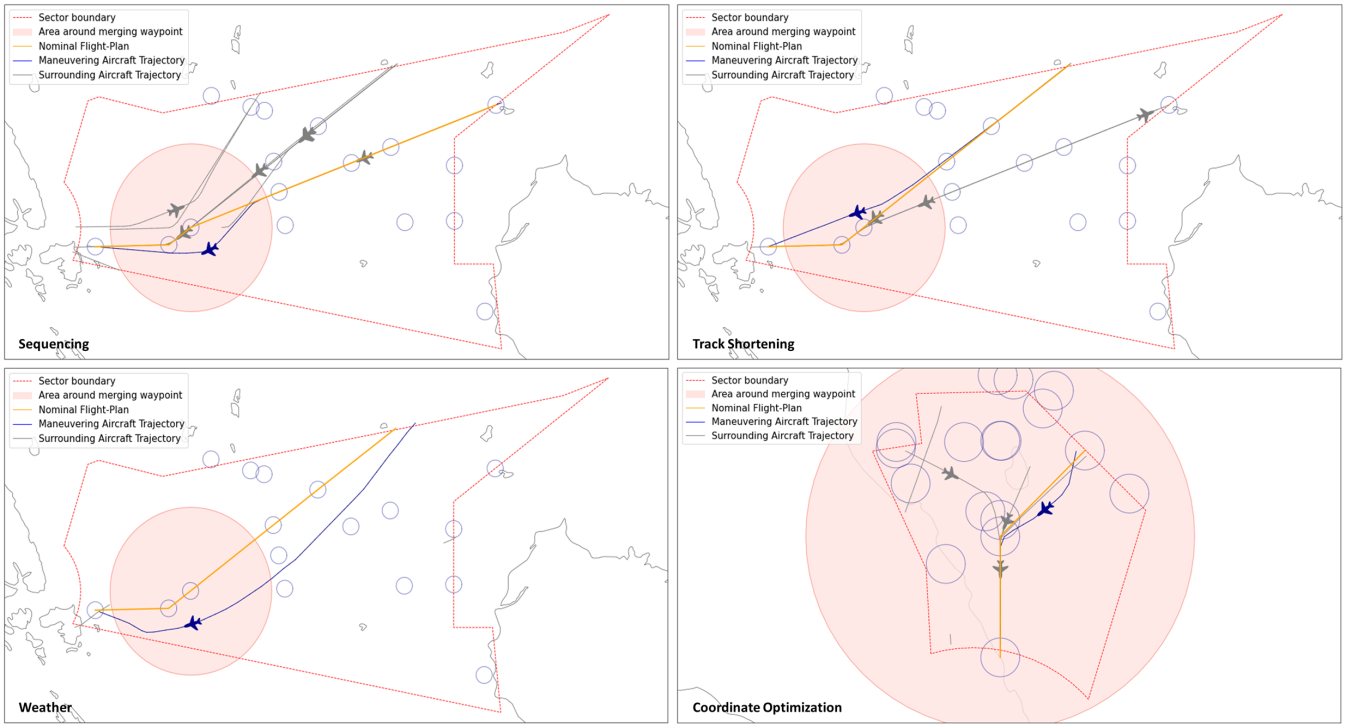 Sector boundary
Area around merging waypoint
Nominal Flight-Plan
Maneuvering Aircraft Trajectory
Surrounding Aircraft Trajectory
Sequencing
Sector boundary
Area around merging waypoint
Nominal Flight-Plan
Maneuvering Aircraft Trajectory
Surrounding Aircraft Trajectory
Track Shortening
Sector boundary
Area around merging waypoint
Nominal Flight-Plan
Maneuvering Aircraft Trajectory
Surrounding Aircraft Trajectory
Weather
Sector boundary
Area around merging waypoint
Nominal Flight-Plan
Maneuvering Aircraft Trajectory
Surrounding Aircraft Trajectory
Coordinate Optimization